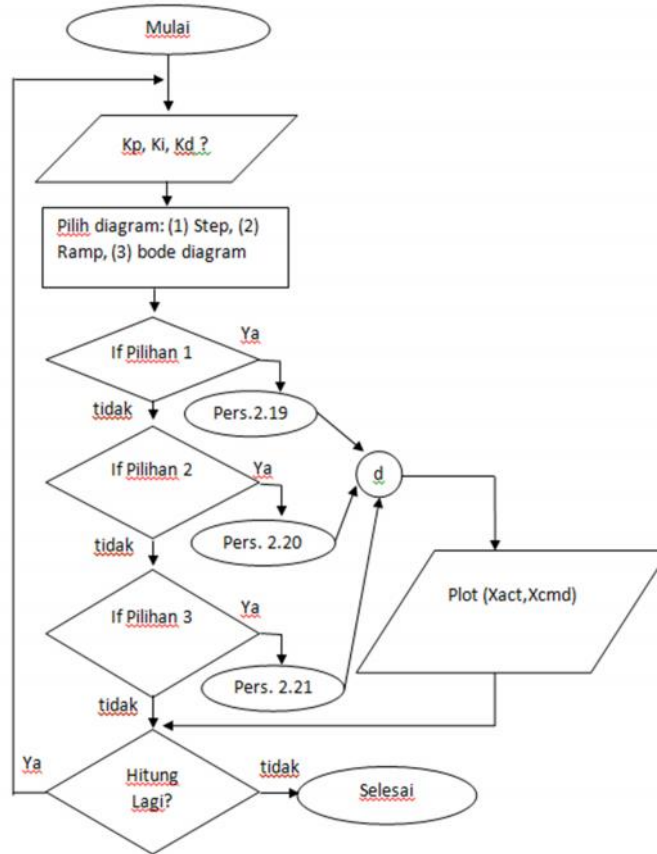 Mulai
Kp, Ki, Kd ?
Pilih diagram: (1) Step, (2)
Ramp, (3) bode diagram
If Pilihan 1
Ya
tidak
Pers.2.19
If Pilihan 2
Ya
d
tidak
Pers. 2.20
If Pilihan 3
Ya
Plot (Xact,Xcmd)
tidak
Pers. 2.21
Ya
Hitung
Lagi?
tidak
Selesai